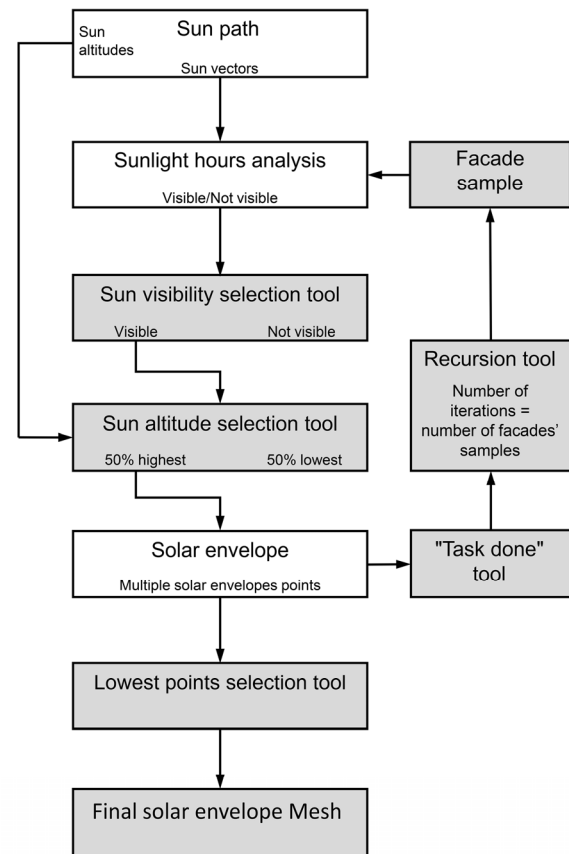 Sun path
Sun
altitudes
Sun vectors
Sunlight hours analysis
Visible/Not visible
Facade
sample
Sun visibility selection tool
Visible
Not visible
Recursion tool
Number of
iterations =
number of facades'
samples
Sun altitude selection tool
50% highest
50% lowest
Solar envelope
Multiple solar envelopes points
"Task done"
tool
Lowest points selection tool
Final solar envelope Mesh